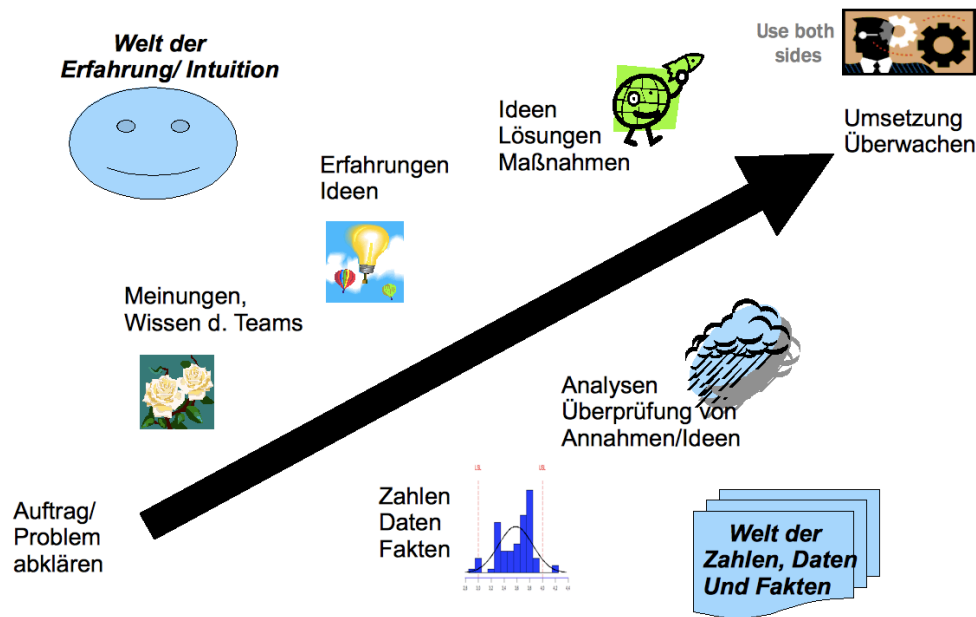 Welt der
Erfahrung/ Intuition
Use both
sides
Ideen
Lösungen
Maßnahmen
Umsetzung
Überwachen
Erfahrungen
Ideen
Meinungen,
Wissen d. Teams
Analysen
Überprüfung von
Annahmen/Ideen
Auftrag/
Problem
abklären
Zahlen
Daten
Fakten
Welt der
Zahlen, Daten
Und Fakten